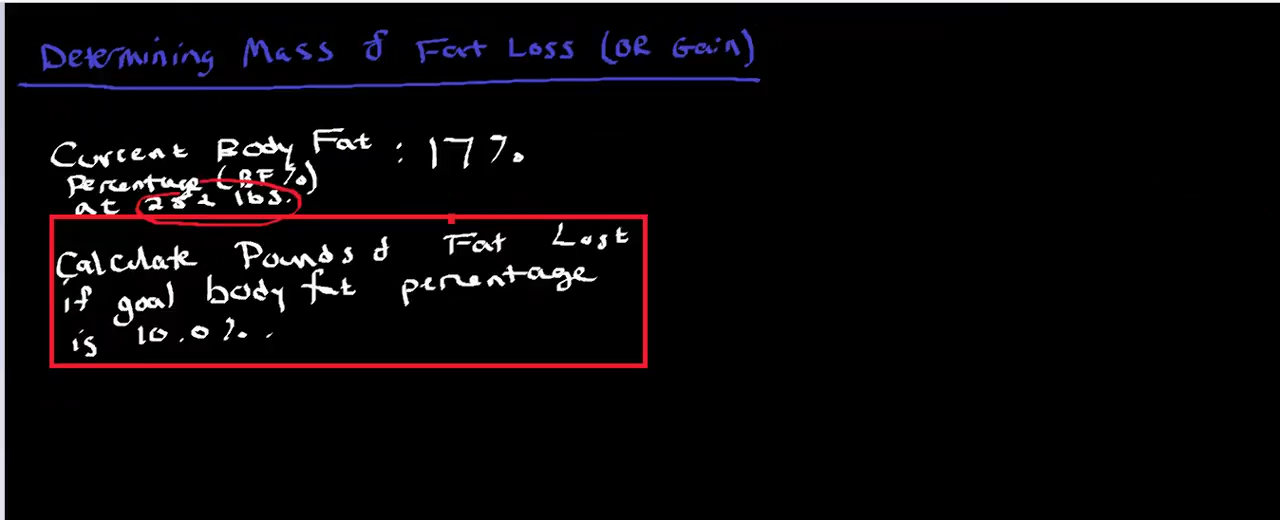 Determining Mass of Fat Loss (OR Gain)
Current Body Fat : 17%
Percentage (BF%)
at 252 lbs.
Calculate Pounds of Fat Lost
if goal body fat percentage
is 10.0%.